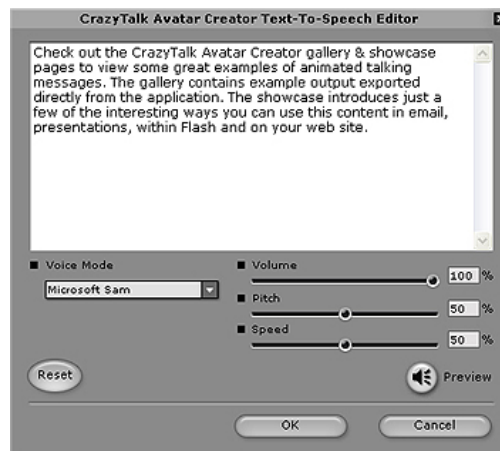 CrazyTalk Avatar Creator Text-To-Speech Editor
Check out the CrazyTalk Avatar Creator gallery & showcase
pages to view some great examples of animated talking
messages. The gallery contains example output exported
directly from the application. The showcase introduces just a
few of the interesting ways you can use this content in email,
presentations, within Flash and on your web site.
Voice Mode
Microsoft Sam
Volume
100 %
Pitch
50 %
Speed
50 %
Reset
Preview
OK
Cancel